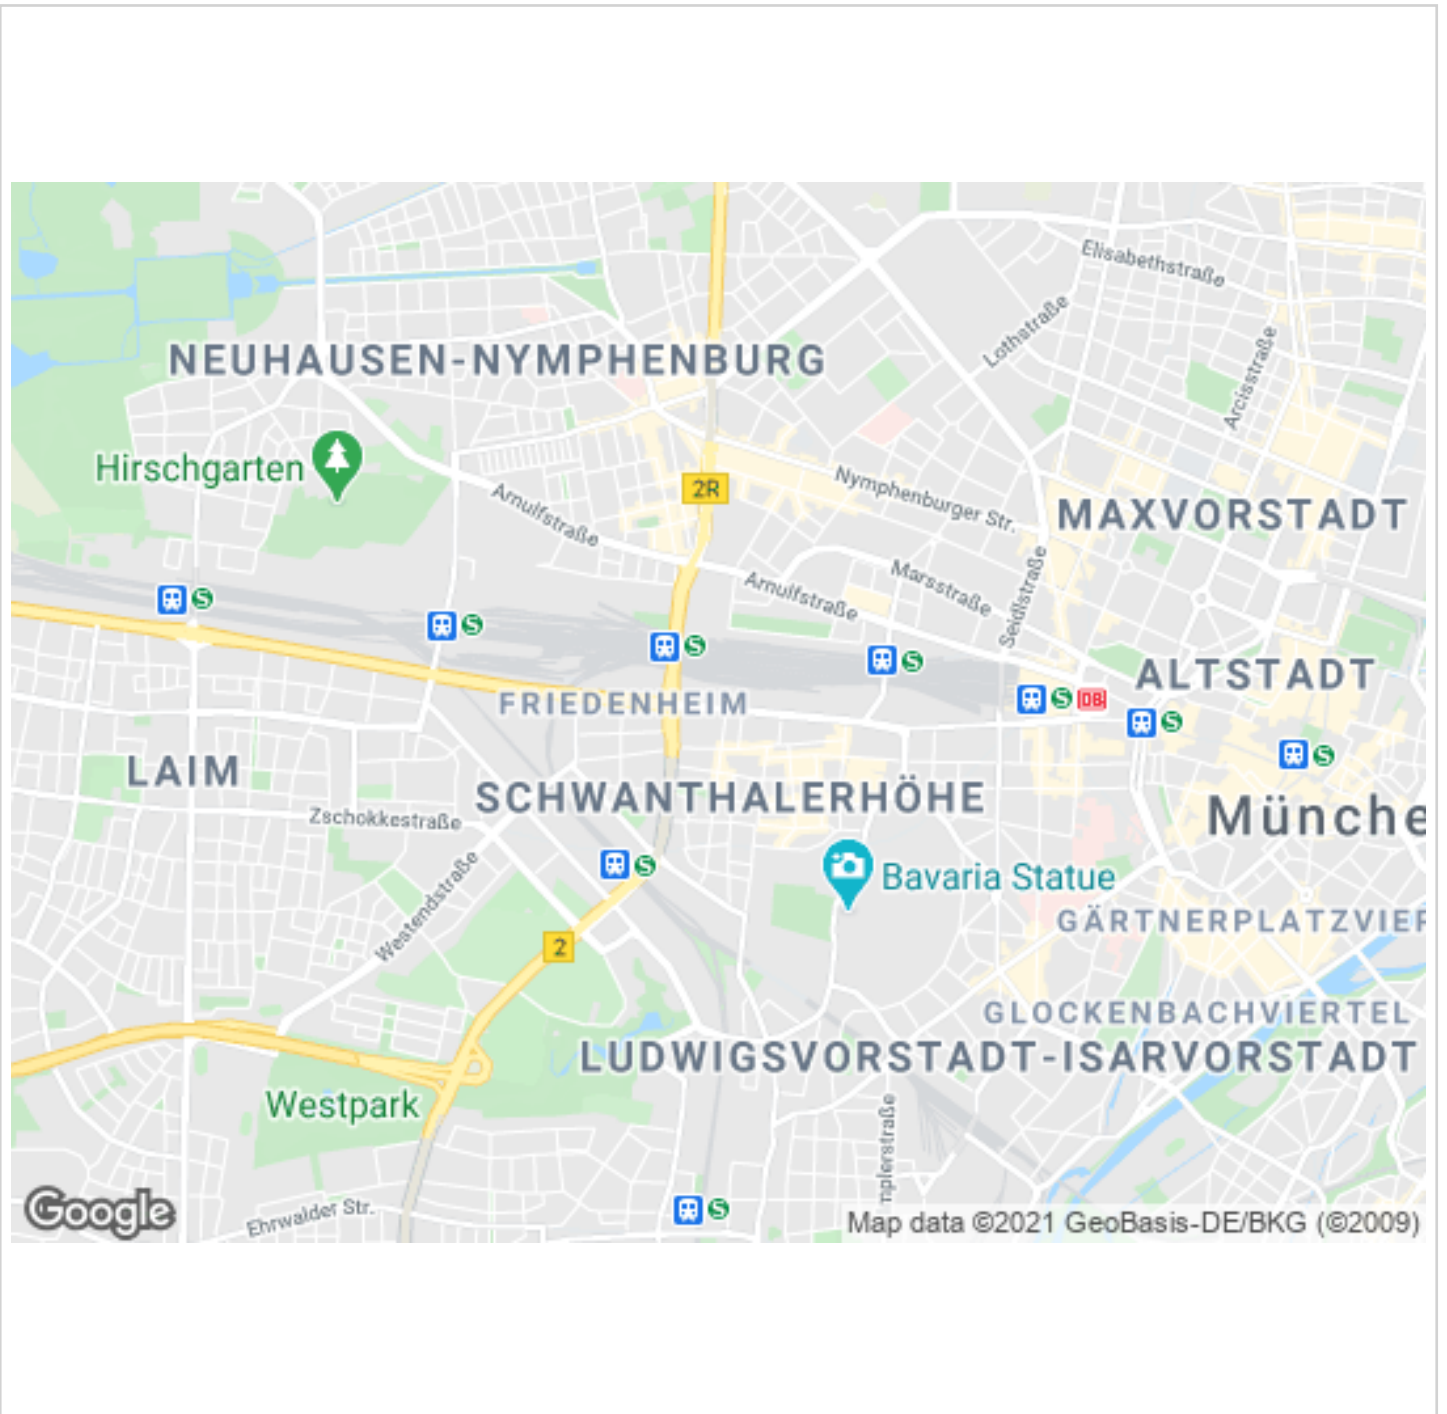 Elisabethstraße
Lothstraße
Arcisstraße
NEUHAUSEN-NYMPHENBURG
Hirschgarten
2R
Nymphenburger Str.
MAXVORSTADT
Arnulfstraße
Arnulfstraße
Marsstraße
Seidlstraße
S
S
S
S
S DB
S
S
ALTSTADT
FRIEDENHEIM
LAIM
SCHWANTHALERHÖHE
Münche
Zschokkestraße
Westendstraße
S
Bavaria Statue
GÄRTNERPLATZVIER
2
GLOCKENBACHVIERTEL
LUDWIGSVORSTADT-ISARVORSTADT
Westpark
mplerstraße
S
Ehrwalder Str.
Google
Map data ©2021 GeoBasis-DE/BKG (©2009)